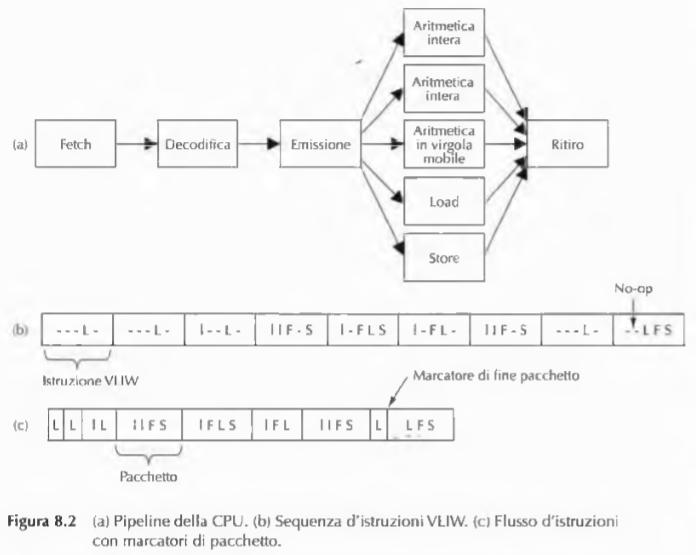 (a)
Fetch
Decodifica
Emissione
Aritmetica
intera
Aritmetica
intera
Aritmetica
in virgola
mobile
Load
Store
Ritiro
No-op
(b) - - - L - - - - L - I - - L - I I F - S I - F L S I - F L - I I F - S - - - L - - - L F S
Istruzione VLIW
Marcatore di fine pacchetto
(c) L L I L I I F S I F L S I F L I I F S L L F S
Pacchetto
Figura 8.2 (a) Pipeline della CPU. (b) Sequenza d'istruzioni VLIW. (c) Flusso d'istruzioni
con marcatori di pacchetto.